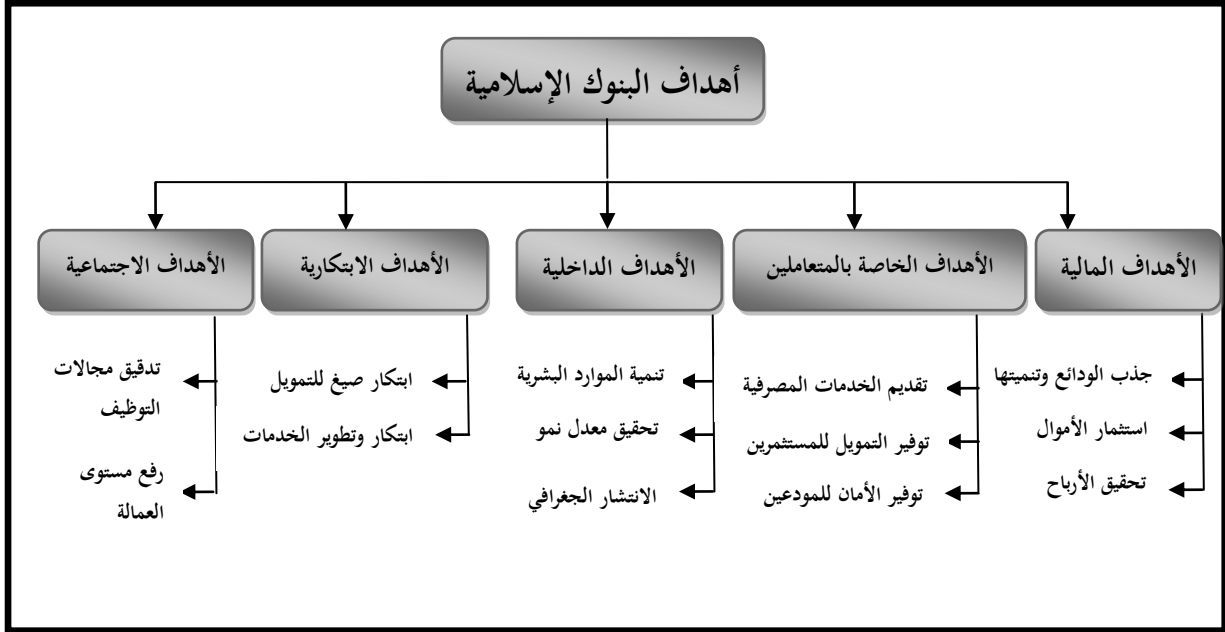 أهداف البنوك الإسلامية
الأهداف المالية
الأهداف الخاصة بالمتعاملين
الأهداف الداخلية
الأهداف الابتكارية
الأهداف الاجتماعية
جذب الودائع وتنميتها
استثمار الأموال
تحقيق الأرباح
تقديم الخدمات المصرفية
توفير التمويل للمستثمرين
توفير الأمان للمودعين
تنمية الموارد البشرية
تحقيق معدل نمو
الانتشار الجغرافي
ابتكار صيغ للتمويل
ابتكار وتطوير الخدمات
تدقيق مجالات
التوظيف
رفع مستوى
العمالة